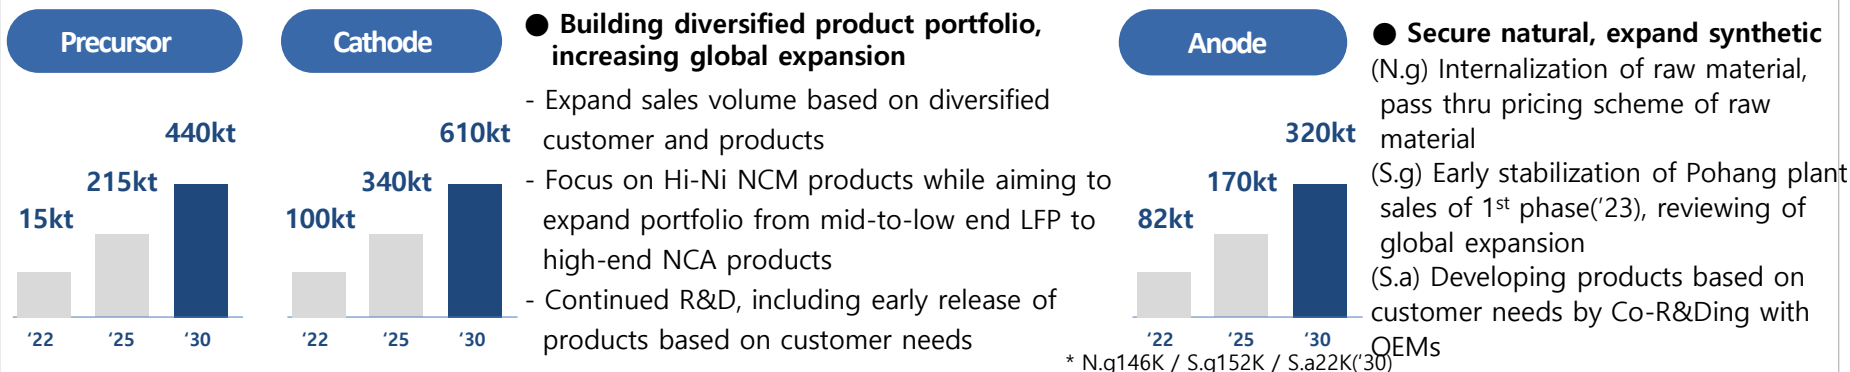 Precursor
440kt
215kt
15kt
‘22
‘25
‘30
Cathode
610kt
340kt
100kt
‘22
‘25
‘30
● Building diversified product portfolio,
increasing global expansion
- Expand sales volume based on diversified
customer and products
- Focus on Hi-Ni NCM products while aiming to
expand portfolio from mid-to-low end LFP to
high-end NCA products
- Continued R&D, including early release of
products based on customer needs
Anode
320kt
170kt
82kt
‘22
‘25
‘30
* N.g146K / S.g152K / S.a22K(‘30)
● Secure natural, expand synthetic
(N.g) Internalization of raw material,
pass thru pricing scheme of raw
material
(S.g) Early stabilization of Pohang plant
sales of 1st phase(‘23), reviewing of
global expansion
(S.a) Developing products based on
customer needs by Co-R&Ding with
OEMs